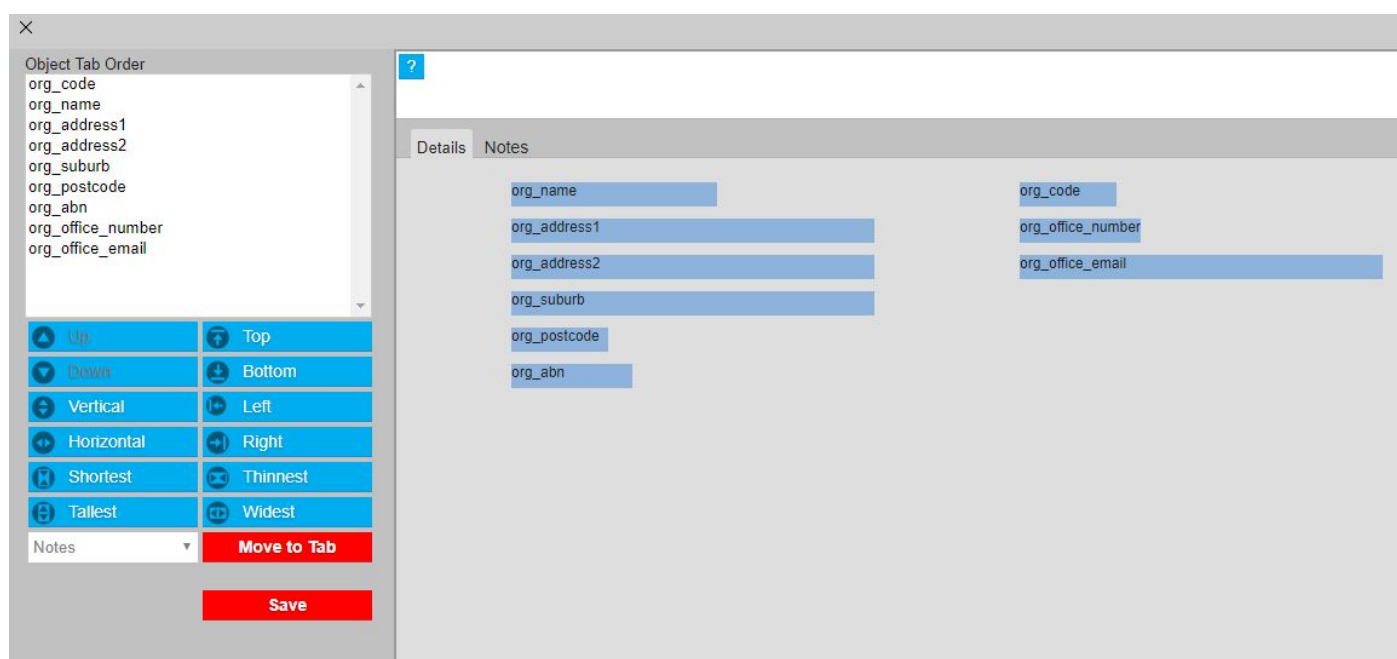 Object Tab Order
org_code
org_name
org_address1
org_address2
org_suburb
org_postcode
org_abn
org_office_number
org_office_email
Up
Top
Down
Bottom
Vertical
Left
Horizontal
Right
Shortest
Thinnest
Tallest
Widest
Notes
Move to Tab
Save
?
Details Notes
org_name
org_code
org_address1
org_office_number
org_address2
org_office_email
org_suburb
org_postcode
org_abn